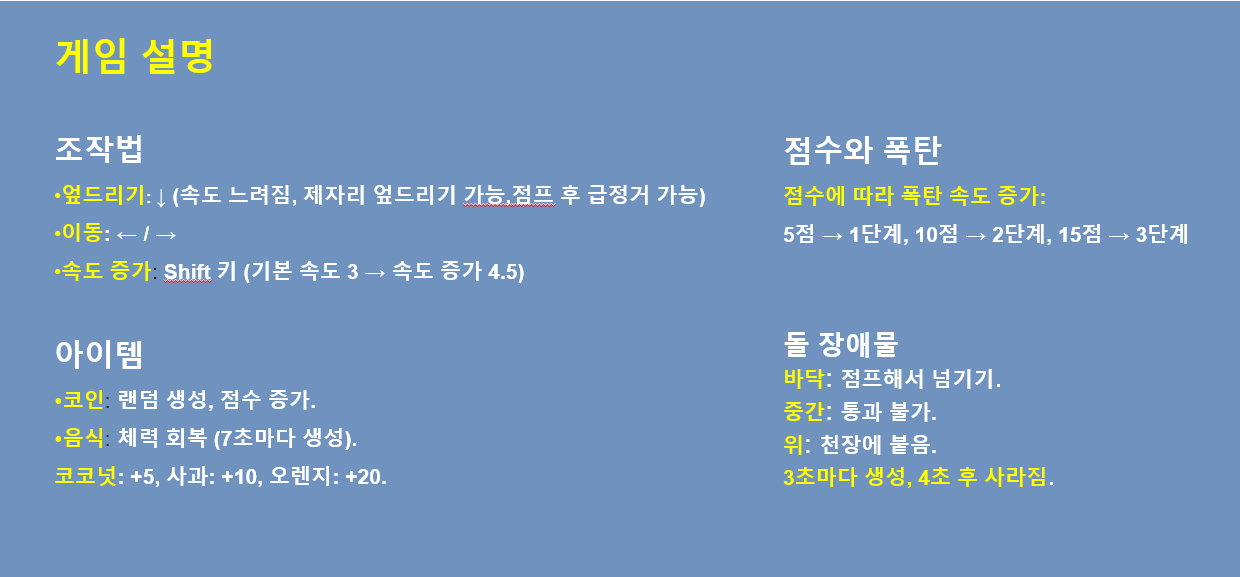 게임 설명
조작법
•엎드리기: ↓ (속도 느려짐, 제자리 엎드리기 가능,점프 후 급정거 가능)
•이동: ← / →
•속도 증가: Shift 키 (기본 속도 3 → 속도 증가 4.5)
아이템
•코인: 랜덤 생성, 점수 증가.
•음식: 체력 회복 (7초마다 생성).
코코넛: +5, 사과: +10, 오렌지: +20.
점수와 폭탄
점수에 따라 폭탄 속도 증가:
5점 → 1단계, 10점 → 2단계, 15점 → 3단계
돌 장애물
바닥: 점프해서 넘기기.
중간: 통과 불가.
위: 천장에 붙음.
3초마다 생성, 4초 후 사라짐.